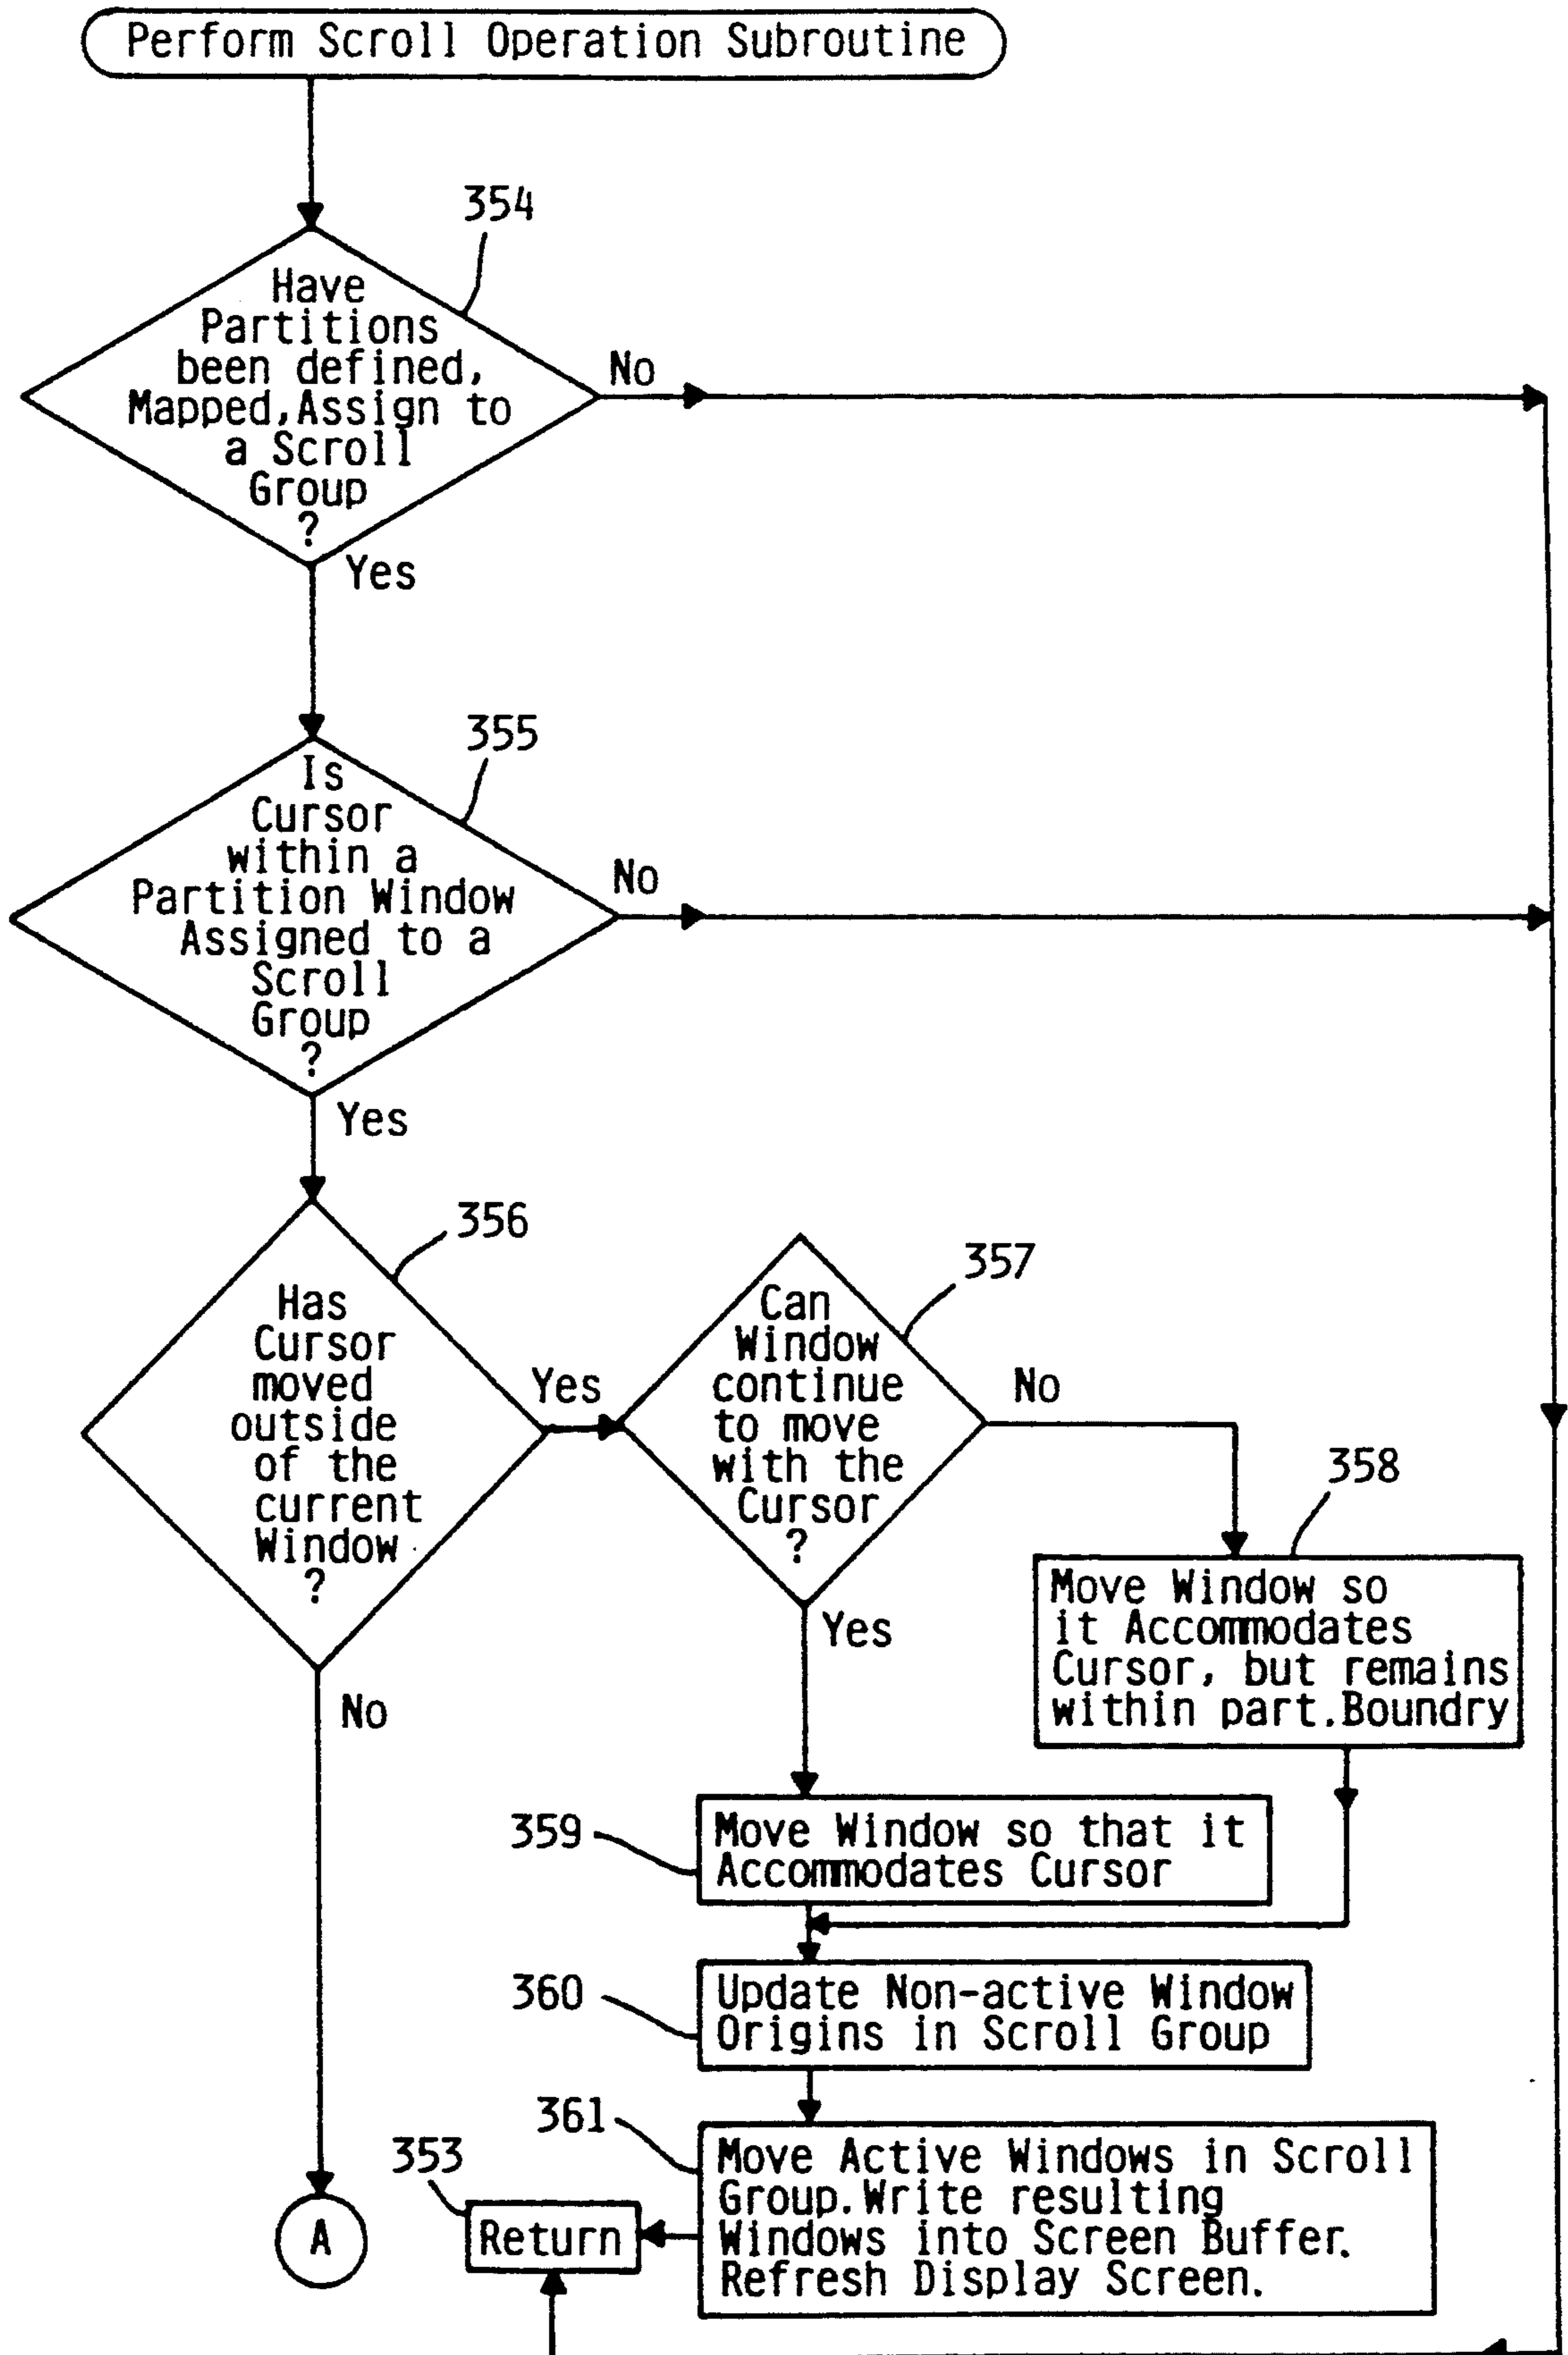 Perform Scroll Operation Subroutine
354
Have
Partitions
been defined,
Mapped,Assign to
a Scroll
Group
?
No
Yes
355
Is
Cursor
within a
Partition Window
Assigned to a
Scroll
Group
?
No
Yes
356
Has
Cursor
moved
outside
of the
current
Window
?
Yes
No
357
Can
Window
continue
to move
with the
Cursor
?
No
Yes
358
Move Window so
it Accommodates
Cursor, but remains
within part.Boundry
359
Move Window so that it
Accommodates Cursor
360
Update Non-active Window
Origins in Scroll Group
361
Move Active Windows in Scroll
Group.Write resulting
Windows into Screen Buffer.
Refresh Display Screen.
353
Return
A